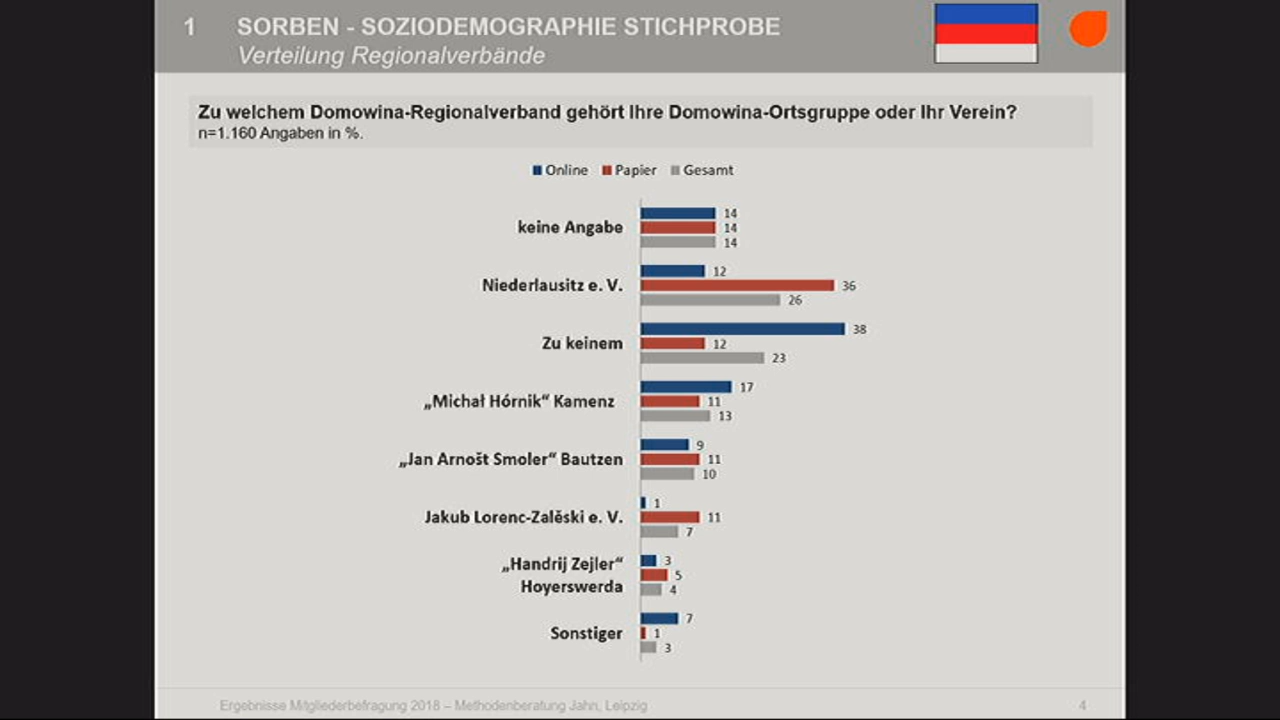 1 SORBEN - SOZIODEMOGRAPHIE STICHPROBE
Verteilung Regionalverbände
Zu welchem Domowina-Regionalverband gehört Ihre Domowina-Ortsgruppe oder Ihr Verein?
n=1.160 Angaben in %.
Online Papier Gesamt
keine Angabe
14
14
14
Niederlausitz e. V.
12
36
26
Zu keinem
38
12
23
„Michał Hórnik“ Kamenz
17
11
13
„Jan Arnošt Smoler“ Bautzen
9
11
10
Jakub Lorenc-Zalěski e. V.
1
11
7
„Handrij Zejler“
Hoyerswerda
3
5
4
Sonstiger
7
1
3
Ergebnisse Mitgliederbefragung 2018 – Methodenberatung Jahn, Leipzig 4